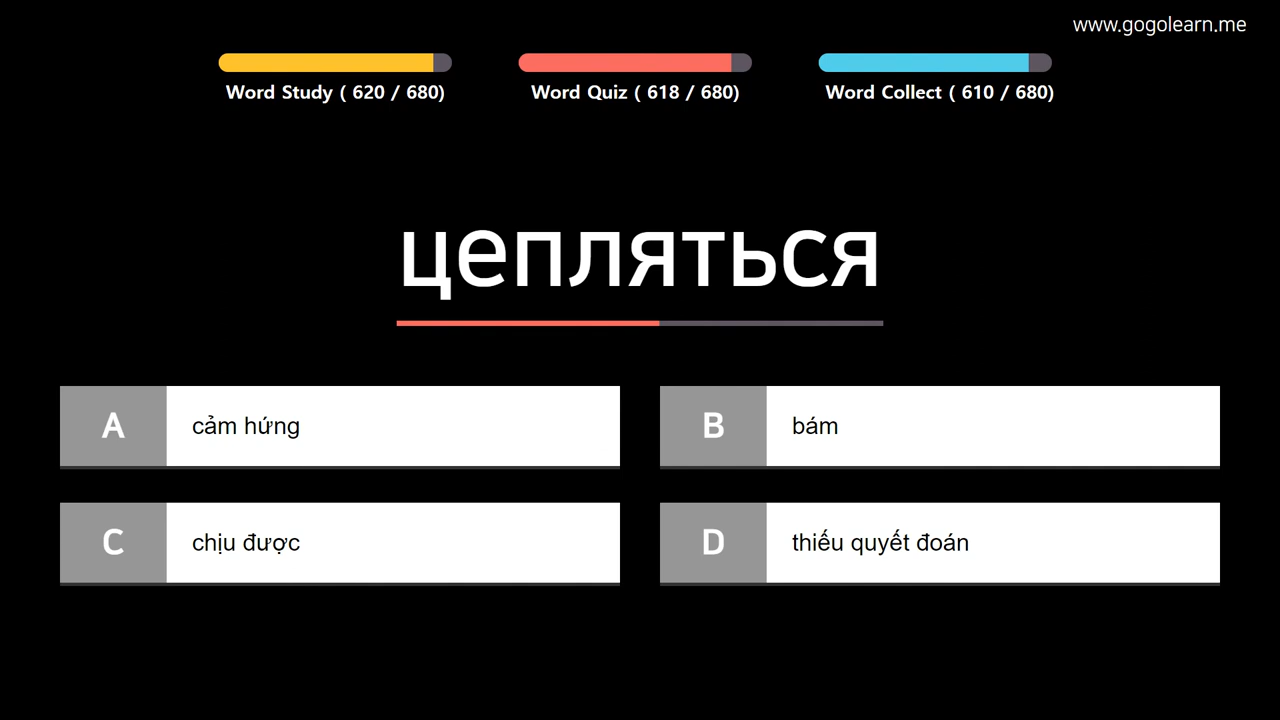 www.gogolearn.me
Word Study ( 620 / 680)
Word Quiz ( 618 / 680)
Word Collect ( 610 / 680)
цепляться
A
cảm hứng
B
bám
C
chịu được
D
thiếu quyết đoán